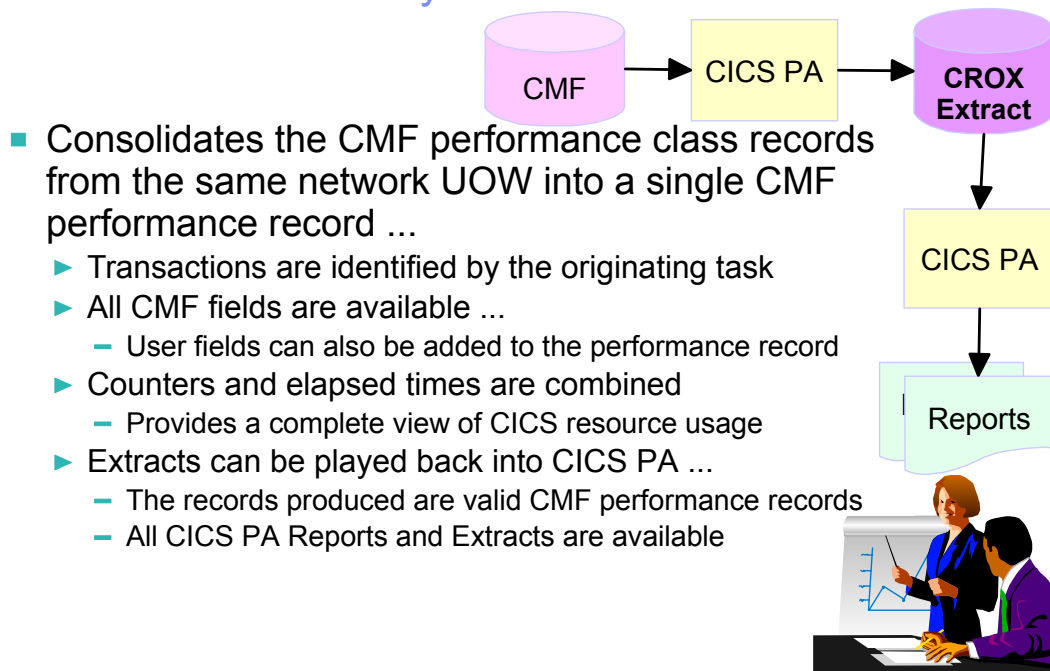 CMF
CICS PA
CROX
Extract
Consolidates the CMF performance class records
from the same network UOW into a single CMF
performance record ...
Transactions are identified by the originating task
All CMF fields are available ...
User fields can also be added to the performance record
Counters and elapsed times are combined
Provides a complete view of CICS resource usage
Extracts can be played back into CICS PA ...
The records produced are valid CMF performance records
All CICS PA Reports and Extracts are available
CICS PA
Reports